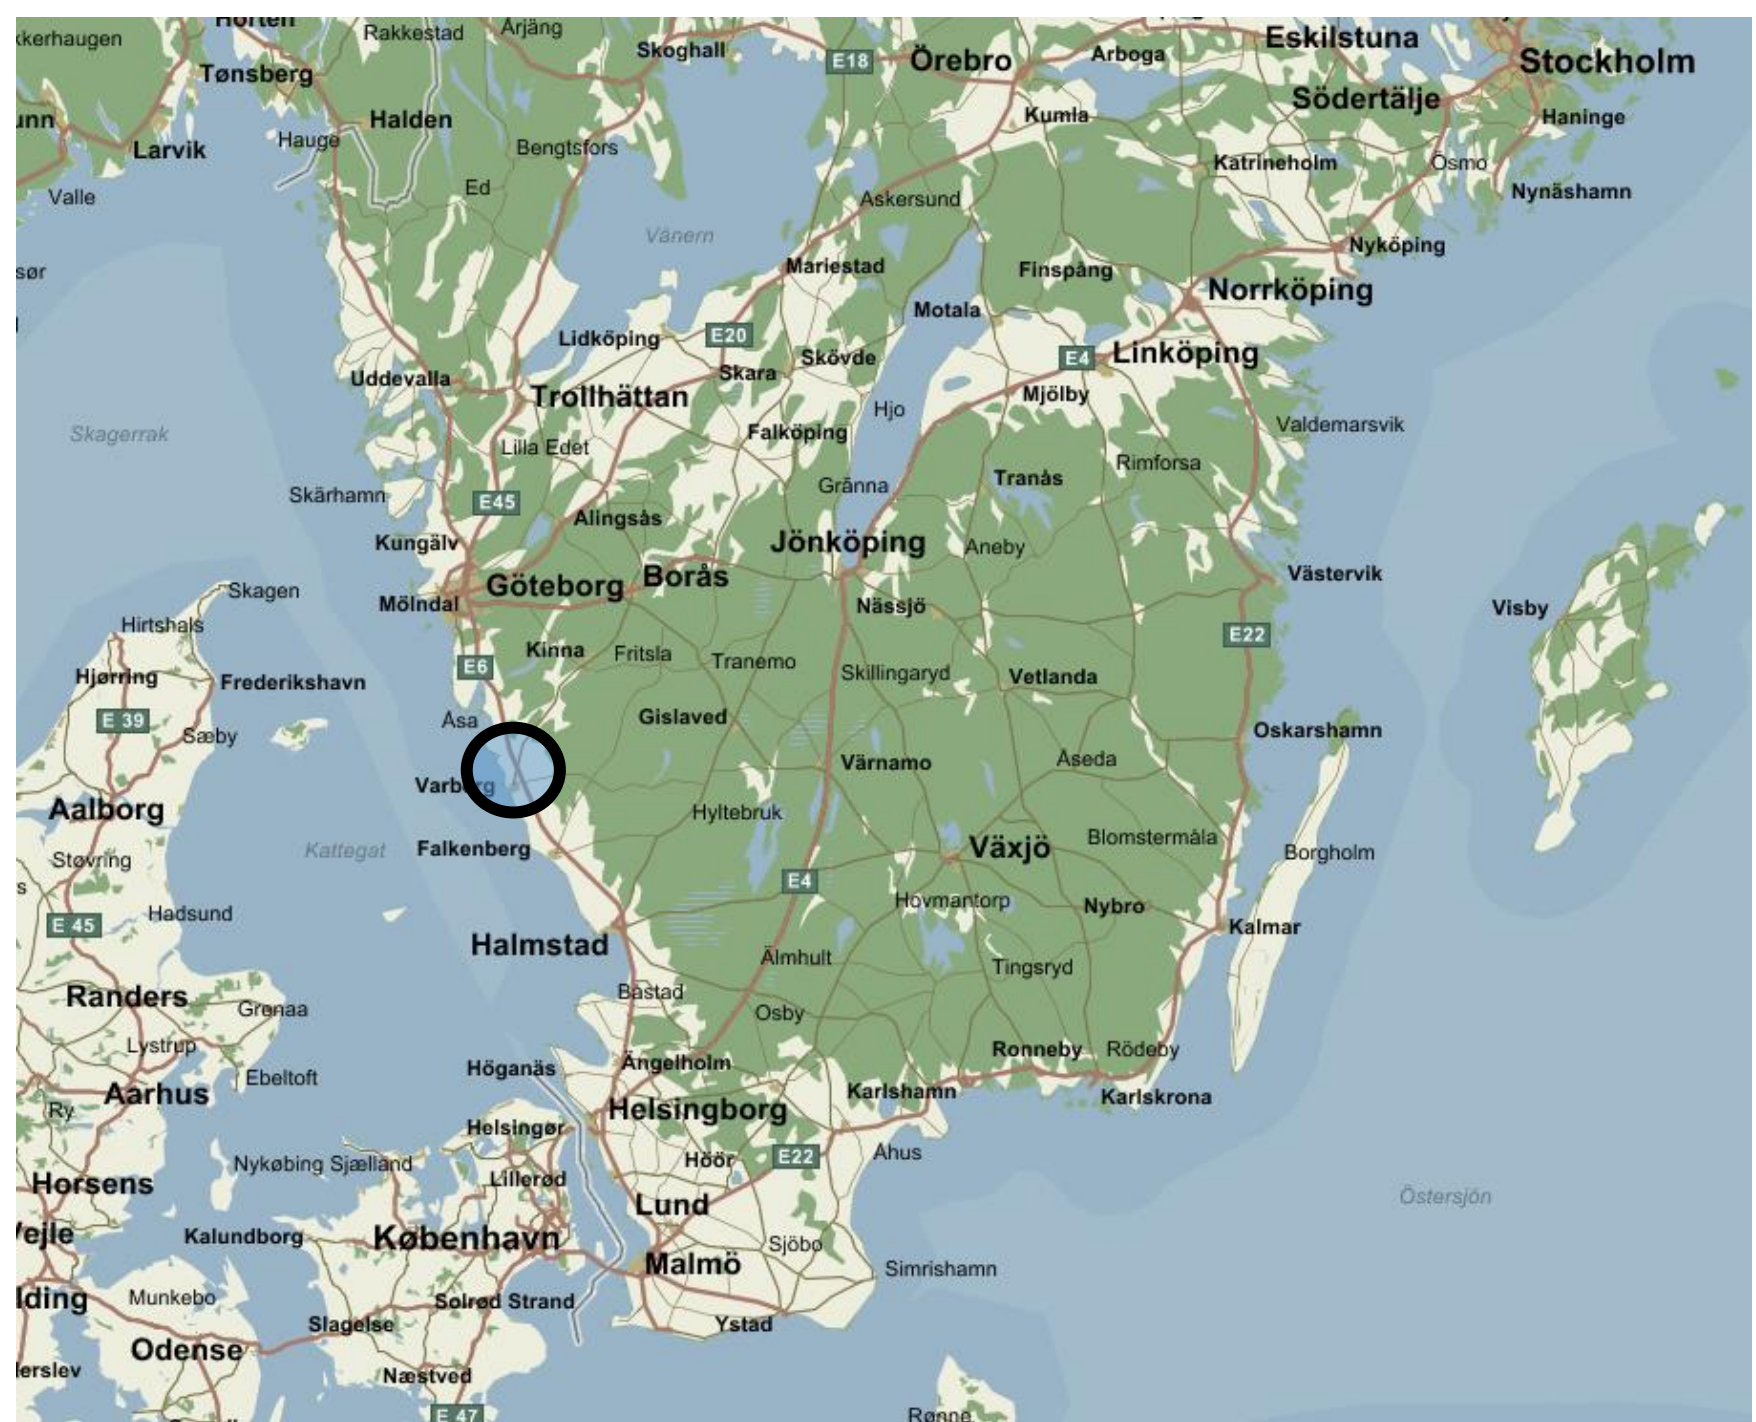 Horten
Rakkestad
Årjäng
Skoghall
E18
Örebro
Arboga
Eskilstuna
Stockholm
kkerhaugen
Tønsberg
Södertälje
Haninge
unn
Halden
Kumla
Larvik
Hauge
Bengtsfors
Katrineholm
Ösmo
Nynäshamn
Valle
Ed
Askersund
Vänern
Nyköping
sør
Mariestad
Finspång
Norrköping
Motala
Lidköping
E20
Skövde
E4
Linköping
Uddevalla
Skara
Mjölby
Trollhättan
Hjo
Valdemarsvik
Skagerrak
Lilla Edet
Falköping
Rimforsa
Skärhamn
E45
Gränna
Tranås
Alingsås
Kungälv
Jönköping
Aneby
Västervik
Skagen
Göteborg
Borås
Mölndal
Nässjö
Visby
Hirtshals
E22
Kinna
Fritsla
Tranemo
Hjørring
Frederikshavn
E6
Skillingaryd
Vetlanda
E 39
Sæby
Åsa
Gislaved
Oskarshamn
Värnamo
Åseda
Varberg
Aalborg
Hyltebruk
Blomstermåla
Støvring
Kattegat
Falkenberg
Växjö
Borgholm
s
E4
Hovmantorp
Nybro
E 45
Hadsund
Kalmar
Halmstad
Älmhult
Tingsryd
Randers
Grenaa
Båstad
Osby
Lystrup
Ronneby
Rödeby
Höganäs
Ängelholm
Ebeltoft
Aarhus
Karlshamn
Karlskrona
Ry
Helsingborg
Helsingør
Nykøbing Sjælland
Höör
E22
Åhus
Horsens
Lillerød
Lund
Östersjön
Vejle
Kalundborg
København
Sjöbo
Malmö
Simrishamn
lding
Munkebo
Solrød Strand
Slagelse
Ystad
Odense
lerslev
Næstved
E 47
Rønne